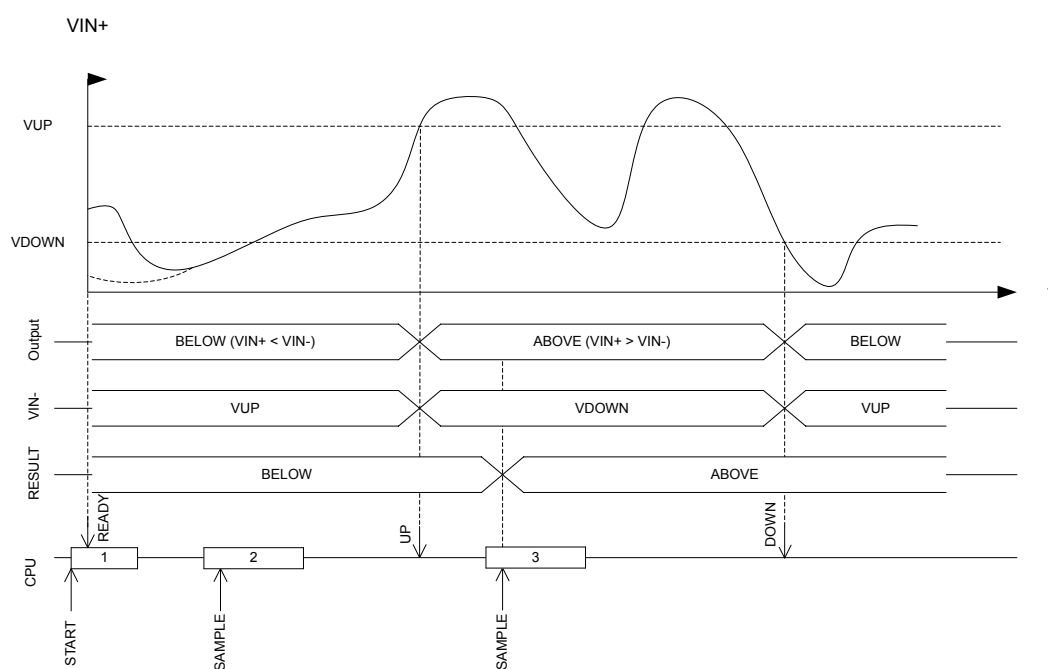 VIN+
VUP
VDOWN
Output
BELOW (VIN+ < VIN-)
ABOVE (VIN+ > VIN-)
BELOW
VIN-
VUP
VDOWN
VUP
RESULT
BELOW
ABOVE
READY
UP
DOWN
CPU
1
2
3
START
SAMPLE
SAMPLE